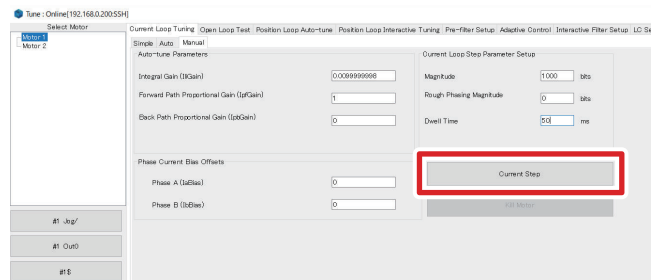 Tune : Online[192.168.0.200:SSH]
Select Motor
Motor 1
Motor 2
#1 Jog/
#1 Out0
#1$
Current Loop Tuning Open Loop Test Position Loop Auto-tune Position Loop Interactive Tuning Pre-filter Setup Adaptive Control Interactive Filter Setup LC Se
Simple Auto Manual
Auto-tune Parameters
Integral Gain (IiGain) 0.0099999998
Forward Path Proportional Gain (IpfGain) 1
Back Path Proportional Gain (IpbGain) 0
Phase Current Bias Offsets
Phase A (IaBias) 0
Phase B (IbBias) 0
Current Loop Step Parameter Setup
Magnitude 1000 bits
Rough Phasing Magnitude 0 bits
Dwell Time 50 ms
Current Step
Kill Motor